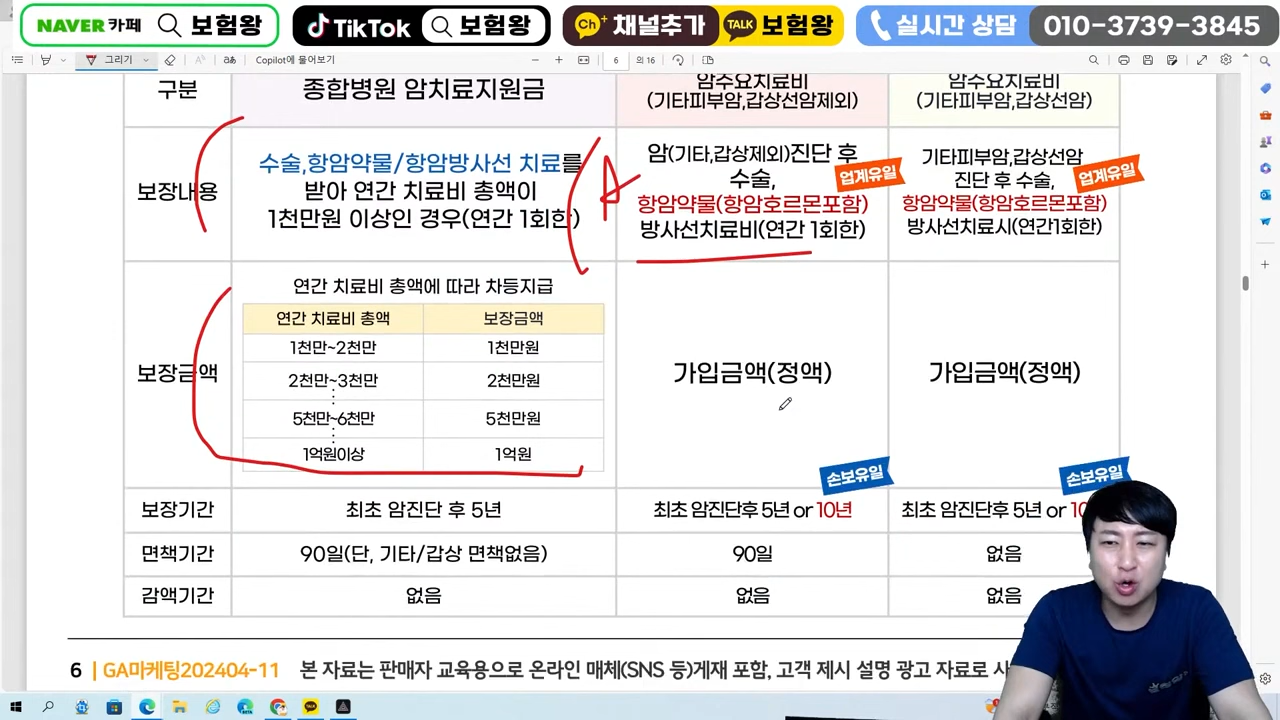 NAVER 카페 보험왕
TikTok 보험왕
Ch+ 채널추가 TALK 보험왕
실시간 상담 010-3739-3845
그리기
Copilot에 물어보기
6 의 16
구분
종합병원 암치료지원금
암주요치료비
(기타피부암,갑상선암제외)
암주요치료비
(기타피부암,갑상선암)
보장내용
수술,항암약물/항암방사선 치료를
받아 연간 치료비 총액이
1천만원 이상인 경우(연간 1회한)
A
암(기타,갑상제외)진단 후
수술,
업계유일
항암약물(항암호르몬포함)
방사선치료비(연간 1회한)
기타피부암,갑상선암
진단 후 수술,
업계유일
항암약물(항암호르몬포함)
방사선치료시(연간1회한)
보장금액
연간 치료비 총액에 따라 차등지급
연간 치료비 총액 보장금액
1천만~2천만 1천만원
2천만~3천만 2천만원
5천만~6천만 5천만원
1억원이상 1억원
가입금액(정액)
가입금액(정액)
손보유일
손보유일
보장기간 최초 암진단 후 5년 최초 암진단후 5년 or 10년 최초 암진단후 5년 or
면책기간 90일(단, 기타/갑상 면책없음) 90일 없음
감액기간 없음 없음 없음
6 | GA마케팅202404-11 본 자료는 판매자 교육용으로 온라인 매체(SNS 등)게재 포함, 고객 제시 설명 광고 자료로